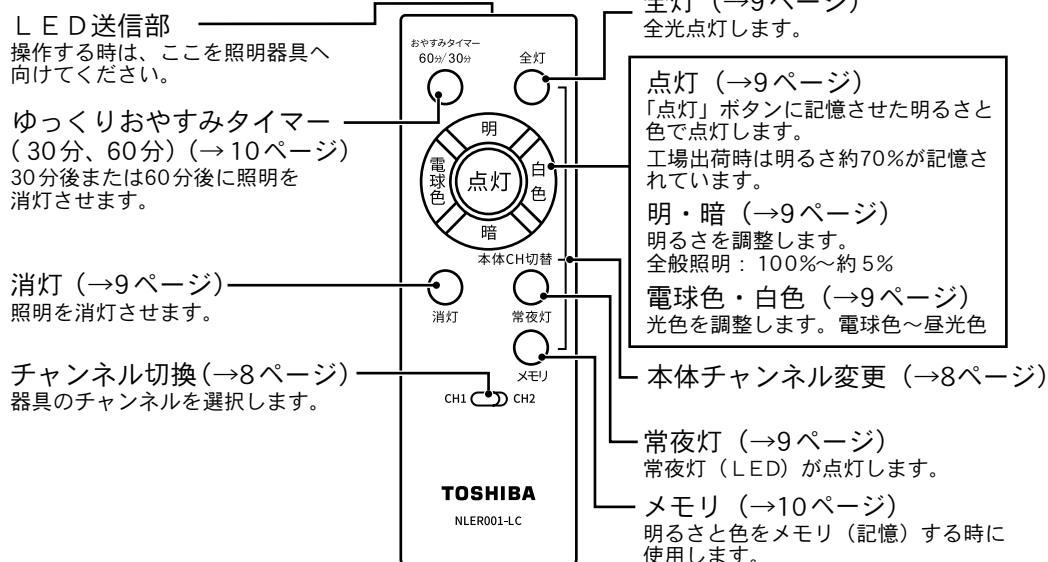 LED送信部
操作する時は、ここを照明器具へ
向けてください。
ゆっくりおやすみタイマー
(30分、60分)(→10ページ)
30分後または60分後に照明を
消灯させます。
消灯(→9ページ)
照明を消灯させます。
チャンネル切換(→8ページ)
器具のチャンネルを選択します。
おやすみタイマー
60分/30分
全灯
明
電球色
点灯
白色
暗
本体CH切替
消灯
常夜灯
メモリ
CH1 CH2
TOSHIBA
NLER001-LC
全灯(→9ページ)
全光点灯します。
点灯(→9ページ)
「点灯」ボタンに記憶させた明るさと
色で点灯します。
工場出荷時は明るさ約70%が記憶さ
れています。
明・暗(→9ページ)
明るさを調整します。
全般照明:100%~約5%
電球色・白色(→9ページ)
光色を調整します。電球色~昼光色
本体チャンネル変更(→8ページ)
常夜灯(→9ページ)
常夜灯(LED)が点灯します。
メモリ(→10ページ)
明るさと色をメモリ(記憶)する時に
使用します。